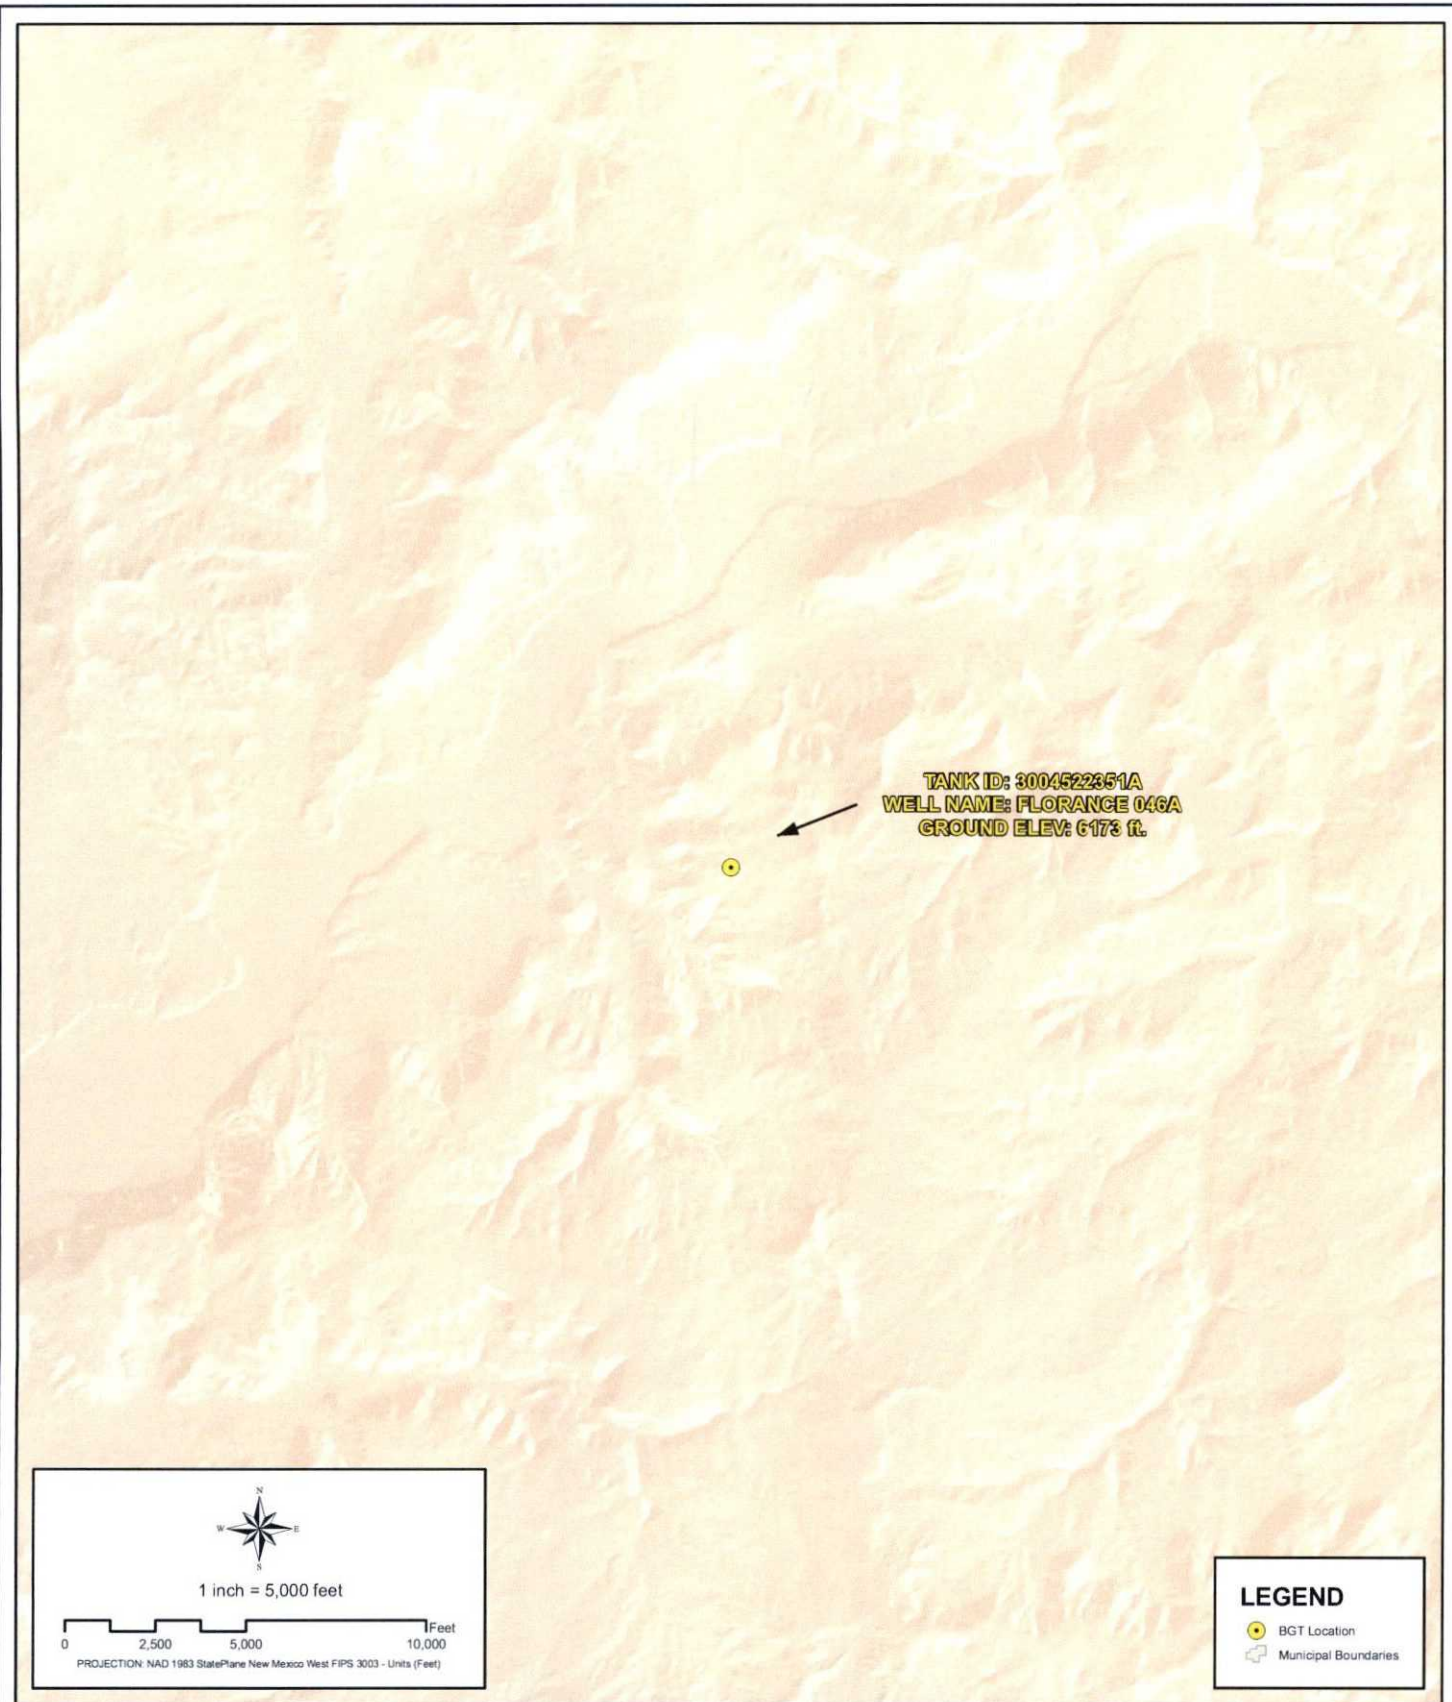 TANK ID: 3004522351A
WELL NAME: FLORANCE 046A
GROUND ELEV: 6173 ft.
N
W E
S
1 inch = 5,000 feet
Feet
0 2,500 5,000 10,000
PROJECTION: NAD 1983 StatePlane New Mexico West FIPS 3003 - Units (Feet)
LEGEND
BGT Location
Municipal Boundaries